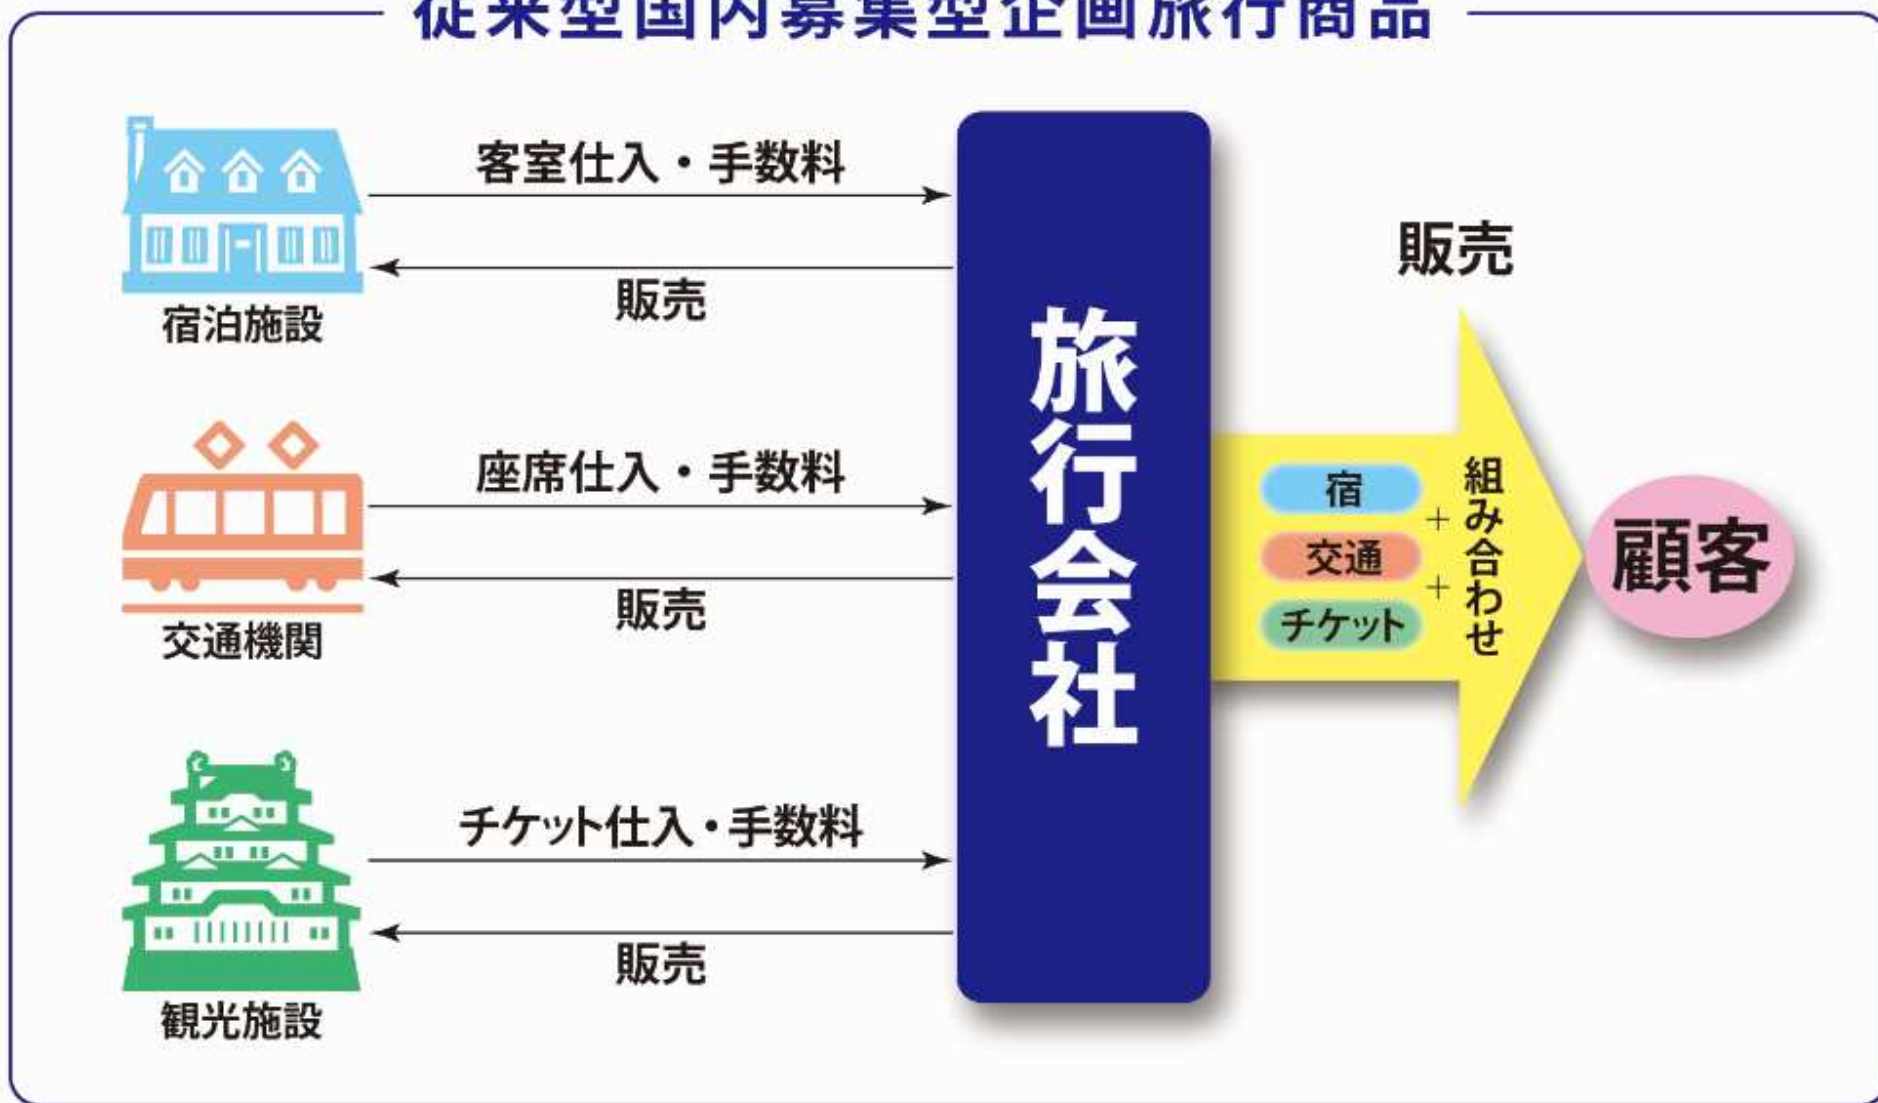 従来型国内募集型企画旅行商品
客室仕入・手数料
販売
宿泊施設
座席仕入・手数料
販売
交通機関
チケット仕入・手数料
販売
観光施設
旅行会社
販売
宿
+
交通
+
チケット
組み合わせ
顧客